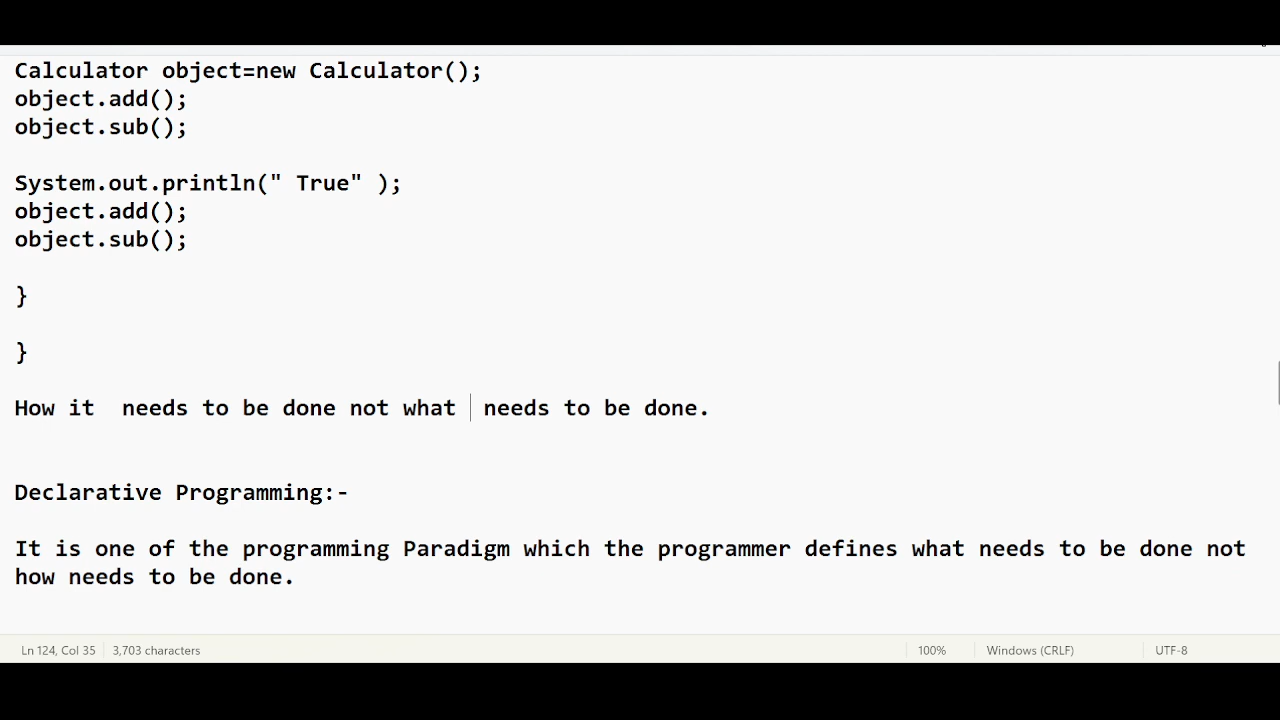 Calculator object=new Calculator();
object.add();
object.sub();
System.out.println(" True" );
object.add();
object.sub();
}
}
How it  needs to be done not what  needs to be done.
Declarative Programming:-
It is one of the programming Paradigm which the programmer defines what needs to be done not
how needs to be done.
Ln 124, Col 35 3,703 characters 100% Windows (CRLF) UTF-8